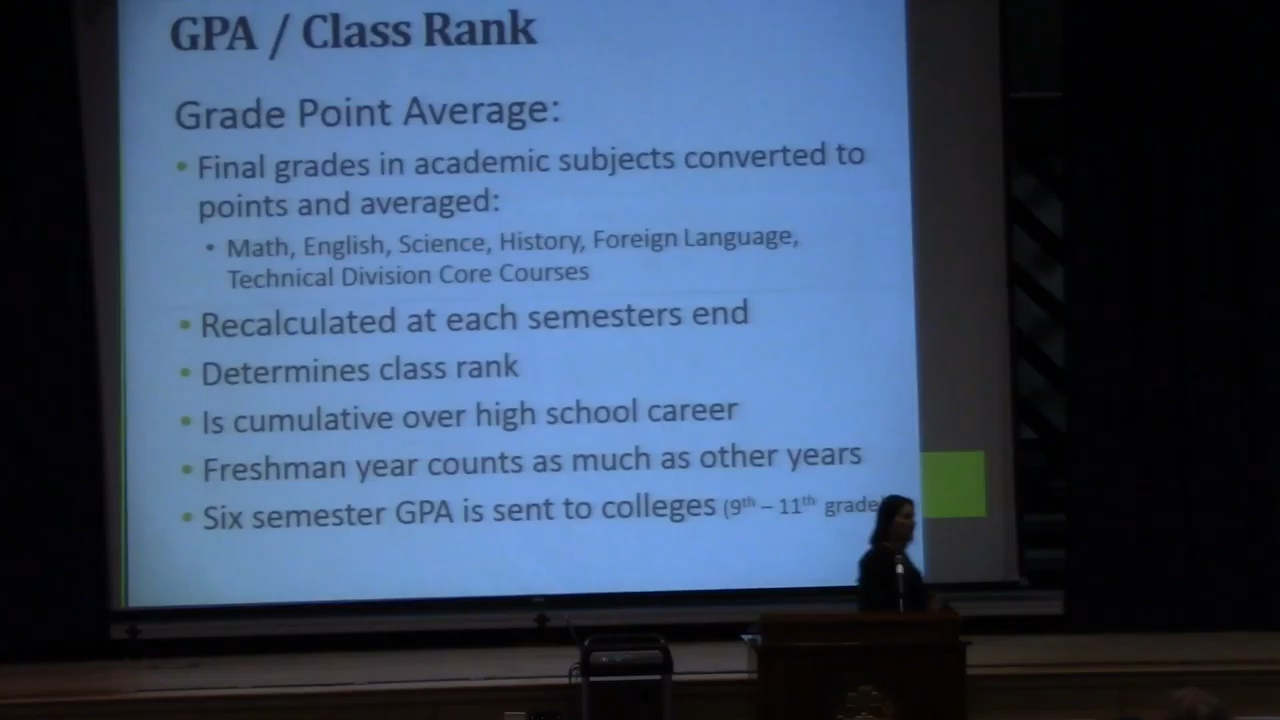 GPA / Class Rank
Grade Point Average:
• Final grades in academic subjects converted to
points and averaged:
• Math, English, Science, History, Foreign Language,
Technical Division Core Courses
• Recalculated at each semesters end
• Determines class rank
• Is cumulative over high school career
• Freshman year counts as much as other years
• Six semester GPA is sent to colleges (9th – 11th grade)